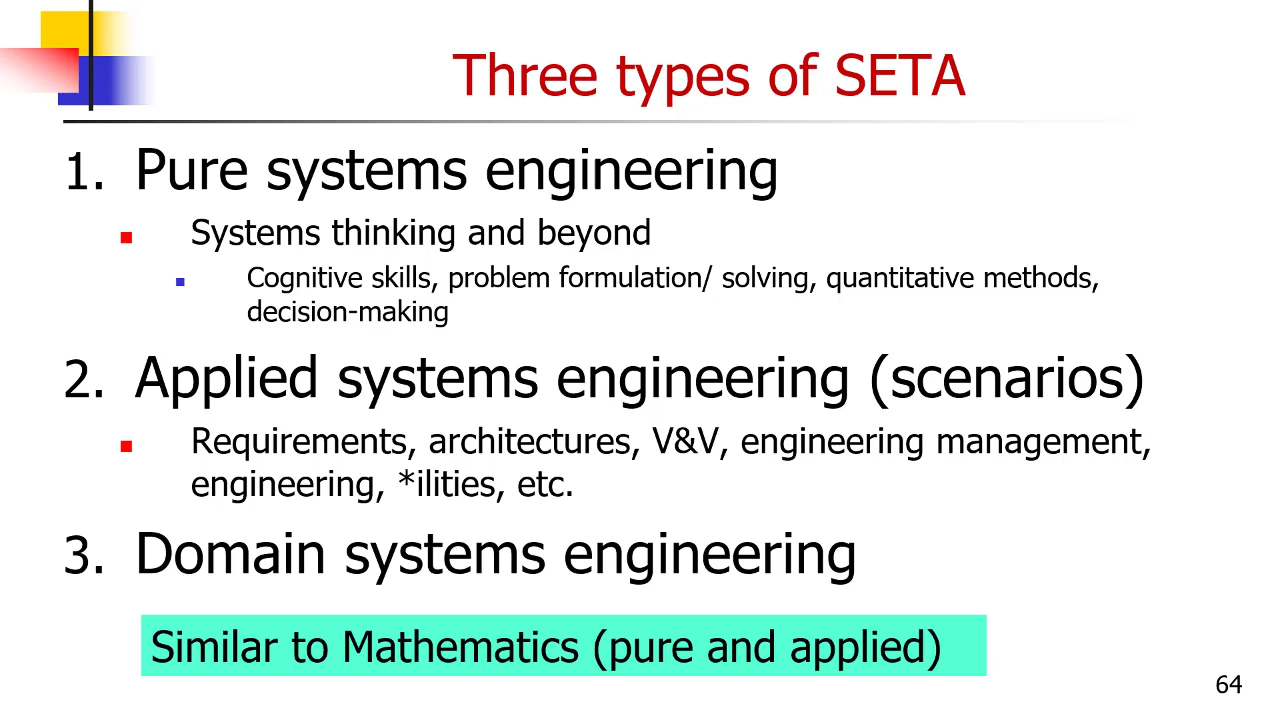 Three types of SETA
1. Pure systems engineering
Systems thinking and beyond
Cognitive skills, problem formulation/ solving, quantitative methods,
decision-making
2. Applied systems engineering (scenarios)
Requirements, architectures, V&V, engineering management,
engineering, *ilities, etc.
3. Domain systems engineering
Similar to Mathematics (pure and applied)
64